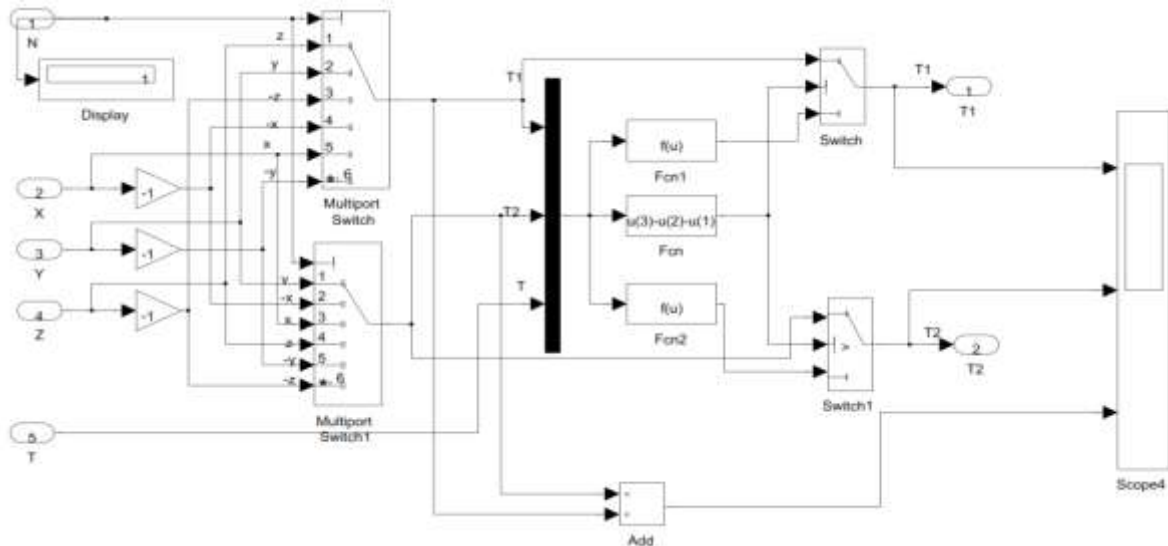 1
N
1
Display
z
y
-z
-x
x
-y
1
2
3
4
5
*, 6
Multiport
Switch
2
X
-1
3
Y
-1
4
Z
-1
y
-x
x
z
-y
-z
1
2
3
4
5
*, 6
Multiport
Switch1
5
T
T1
T2
T
f(u)
Fcn1
u(3)-u(2)-u(1)
Fcn
f(u)
Fcn2
Switch
T1
1
T1
>
Switch1
T2
2
T2
Add
Scope4